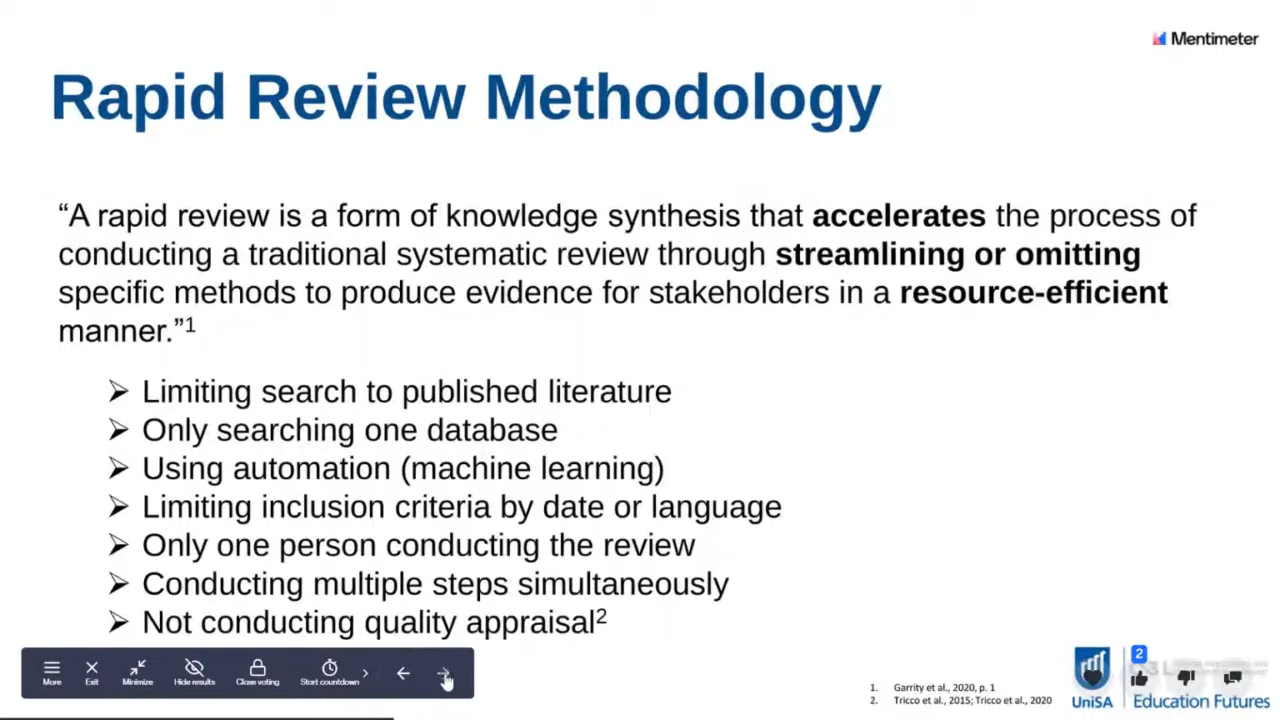 Mentimeter
Rapid Review Methodology
“A rapid review is a form of knowledge synthesis that accelerates the process of
conducting a traditional systematic review through streamlining or omitting
specific methods to produce evidence for stakeholders in a resource-efficient
manner.”1
➢ Limiting search to published literature
➢ Only searching one database
➢ Using automation (machine learning)
➢ Limiting inclusion criteria by date or language
➢ Only one person conducting the review
➢ Conducting multiple steps simultaneously
➢ Not conducting quality appraisal2
More Exit Minimize Hide results Close voting Start countdown
1. Garrity et al., 2020, p. 1
2. Tricco et al., 2015; Tricco et al., 2020
2
UniSA Education Futures